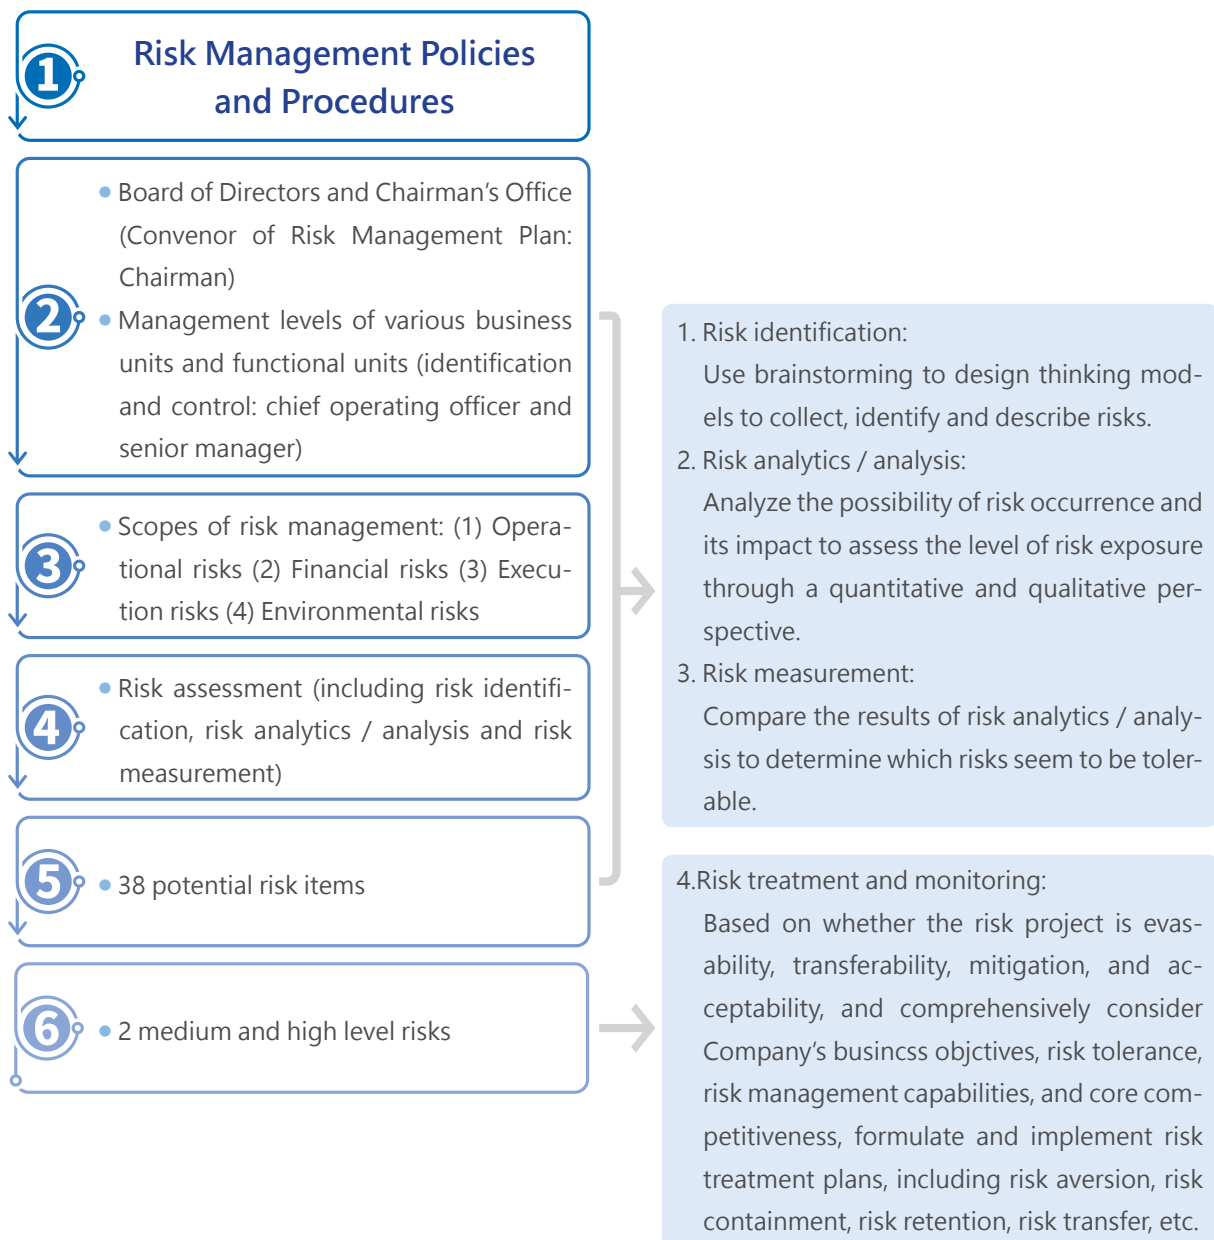 1
Risk Management Policies
and Procedures
2
• Board of Directors and Chairman’s Office
(Convenor of Risk Management Plan:
Chairman)
• Management levels of various business
units and functional units (identification
and control: chief operating officer and
senior manager)
3
• Scopes of risk management: (1) Opera-
tional risks (2) Financial risks (3) Execu-
tion risks (4) Environmental risks
4
• Risk assessment (including risk identifi-
cation, risk analytics / analysis and risk
measurement)
5
• 38 potential risk items
6
• 2 medium and high level risks
1. Risk identification:
Use brainstorming to design thinking mod-
els to collect, identify and describe risks.
2. Risk analytics / analysis:
Analyze the possibility of risk occurrence and
its impact to assess the level of risk exposure
through a quantitative and qualitative per-
spective.
3. Risk measurement:
Compare the results of risk analytics / analy-
sis to determine which risks seem to be toler-
able.
4.Risk treatment and monitoring:
Based on whether the risk project is evas-
ability, transferability, mitigation, and ac-
ceptability, and comprehensively consider
Company’s busincss objctives, risk tolerance,
risk management capabilities, and core com-
petitiveness, formulate and implement risk
treatment plans, including risk aversion, risk
containment, risk retention, risk transfer, etc.